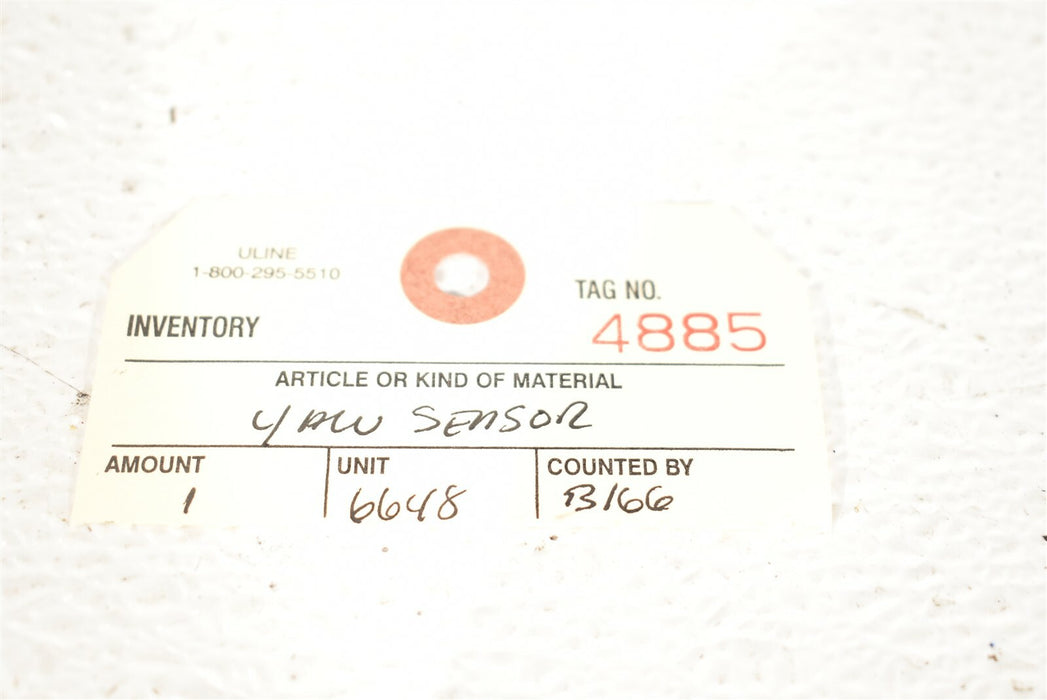 ULINE
1-800-295-5510
TAG NO.
INVENTORY
4885
ARTICLE OR KIND OF MATERIAL
YAW SENSOR
AMOUNT UNIT COUNTED BY
1 6648 B166